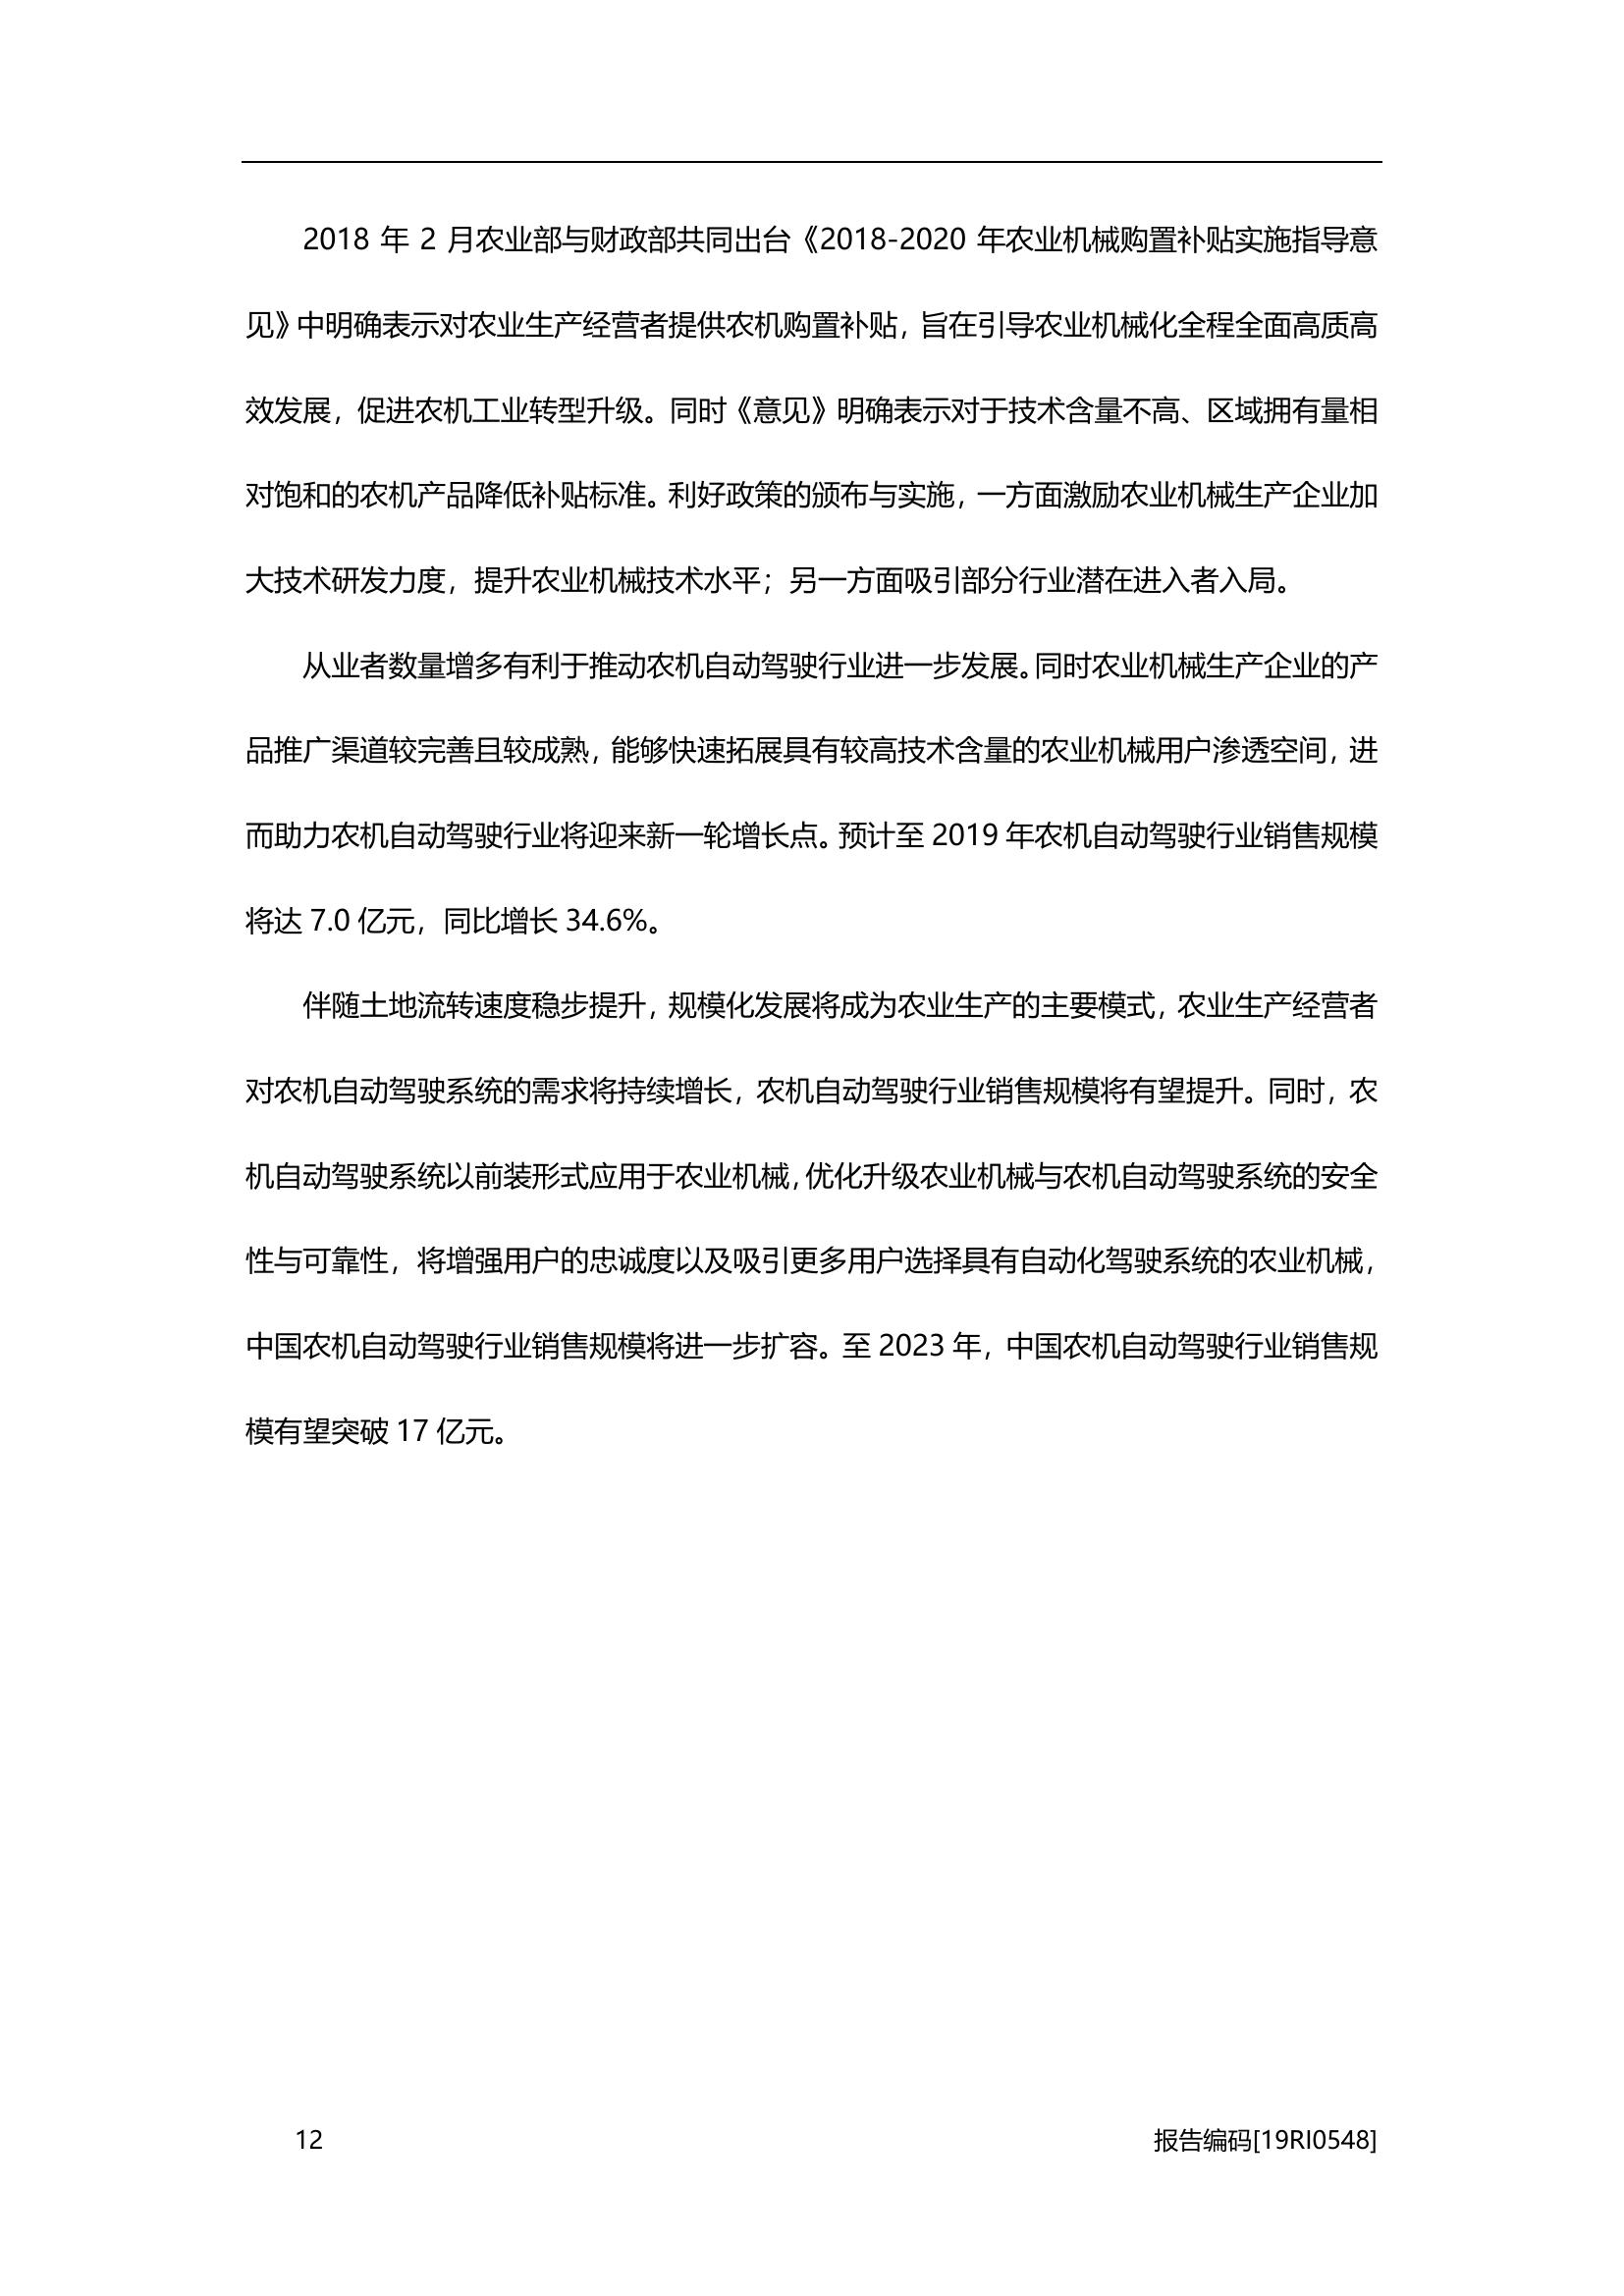 2018 年 2 月农业部与财政部共同出台《2018-2020 年农业机械购置补贴实施指导意
见》中明确表示对农业生产经营者提供农机购置补贴，旨在引导农业机械化全程全面高质高
效发展，促进农机工业转型升级。同时《意见》明确表示对于技术含量不高、区域拥有量相
对饱和的农机产品降低补贴标准。利好政策的颁布与实施，一方面激励农业机械生产企业加
大技术研发力度，提升农业机械技术水平；另一方面吸引部分行业潜在进入者入局。
从业者数量增多有利于推动农机自动驾驶行业进一步发展。同时农业机械生产企业的产
品推广渠道较完善且较成熟，能够快速拓展具有较高技术含量的农业机械用户渗透空间，进
而助力农机自动驾驶行业将迎来新一轮增长点。预计至 2019 年农机自动驾驶行业销售规模
将达 7.0 亿元，同比增长 34.6%。
伴随土地流转速度稳步提升，规模化发展将成为农业生产的主要模式，农业生产经营者
对农机自动驾驶系统的需求将持续增长，农机自动驾驶行业销售规模将有望提升。同时，农
机自动驾驶系统以前装形式应用于农业机械，优化升级农业机械与农机自动驾驶系统的安全
性与可靠性，将增强用户的忠诚度以及吸引更多用户选择具有自动化驾驶系统的农业机械，
中国农机自动驾驶行业销售规模将进一步扩容。至 2023 年，中国农机自动驾驶行业销售规
模有望突破 17 亿元。
12 报告编码[19RI0548]